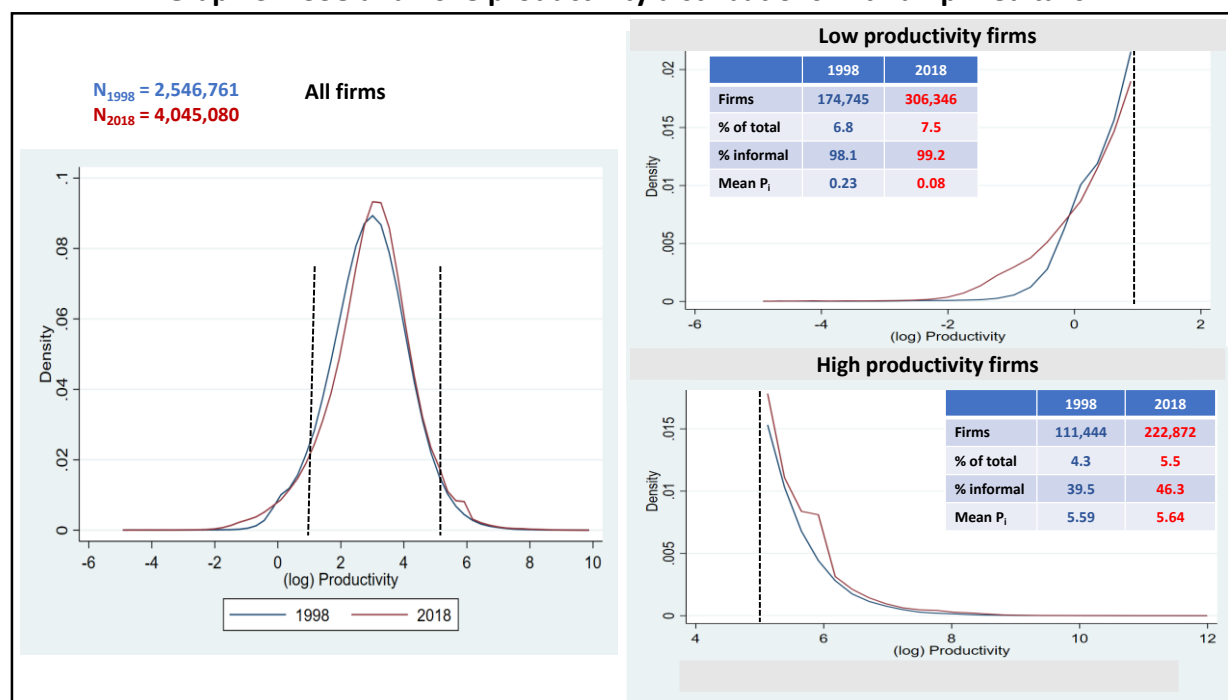 N1998 = 2,546,761
N2018 = 4,045,080
All firms
.1
.08
.06
.04
.02
0
Density
-6 -4 -2 0 2 4 6 8 10
(log) Productivity
1998 2018
Low productivity firms
1998 2018
Firms 174,745 306,346
% of total 6.8 7.5
% informal 98.1 99.2
Mean Pi 0.23 0.08
.02
.015
.01
.005
0
Density
-6 -4 -2 0 2
(log) Productivity
High productivity firms
1998 2018
Firms 111,444 222,872
% of total 4.3 5.5
% informal 39.5 46.3
Mean Pi 5.59 5.64
.015
.01
.005
0
Density
4 6 8 10 12
(log) Productivity